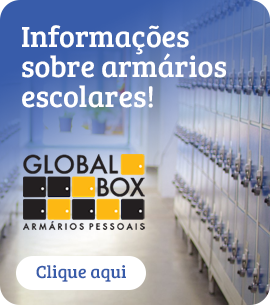 Informações
sobre armários
escolares!
GLOBAL
BOX
ARMÁRIOS PESSOAIS
Clique aqui